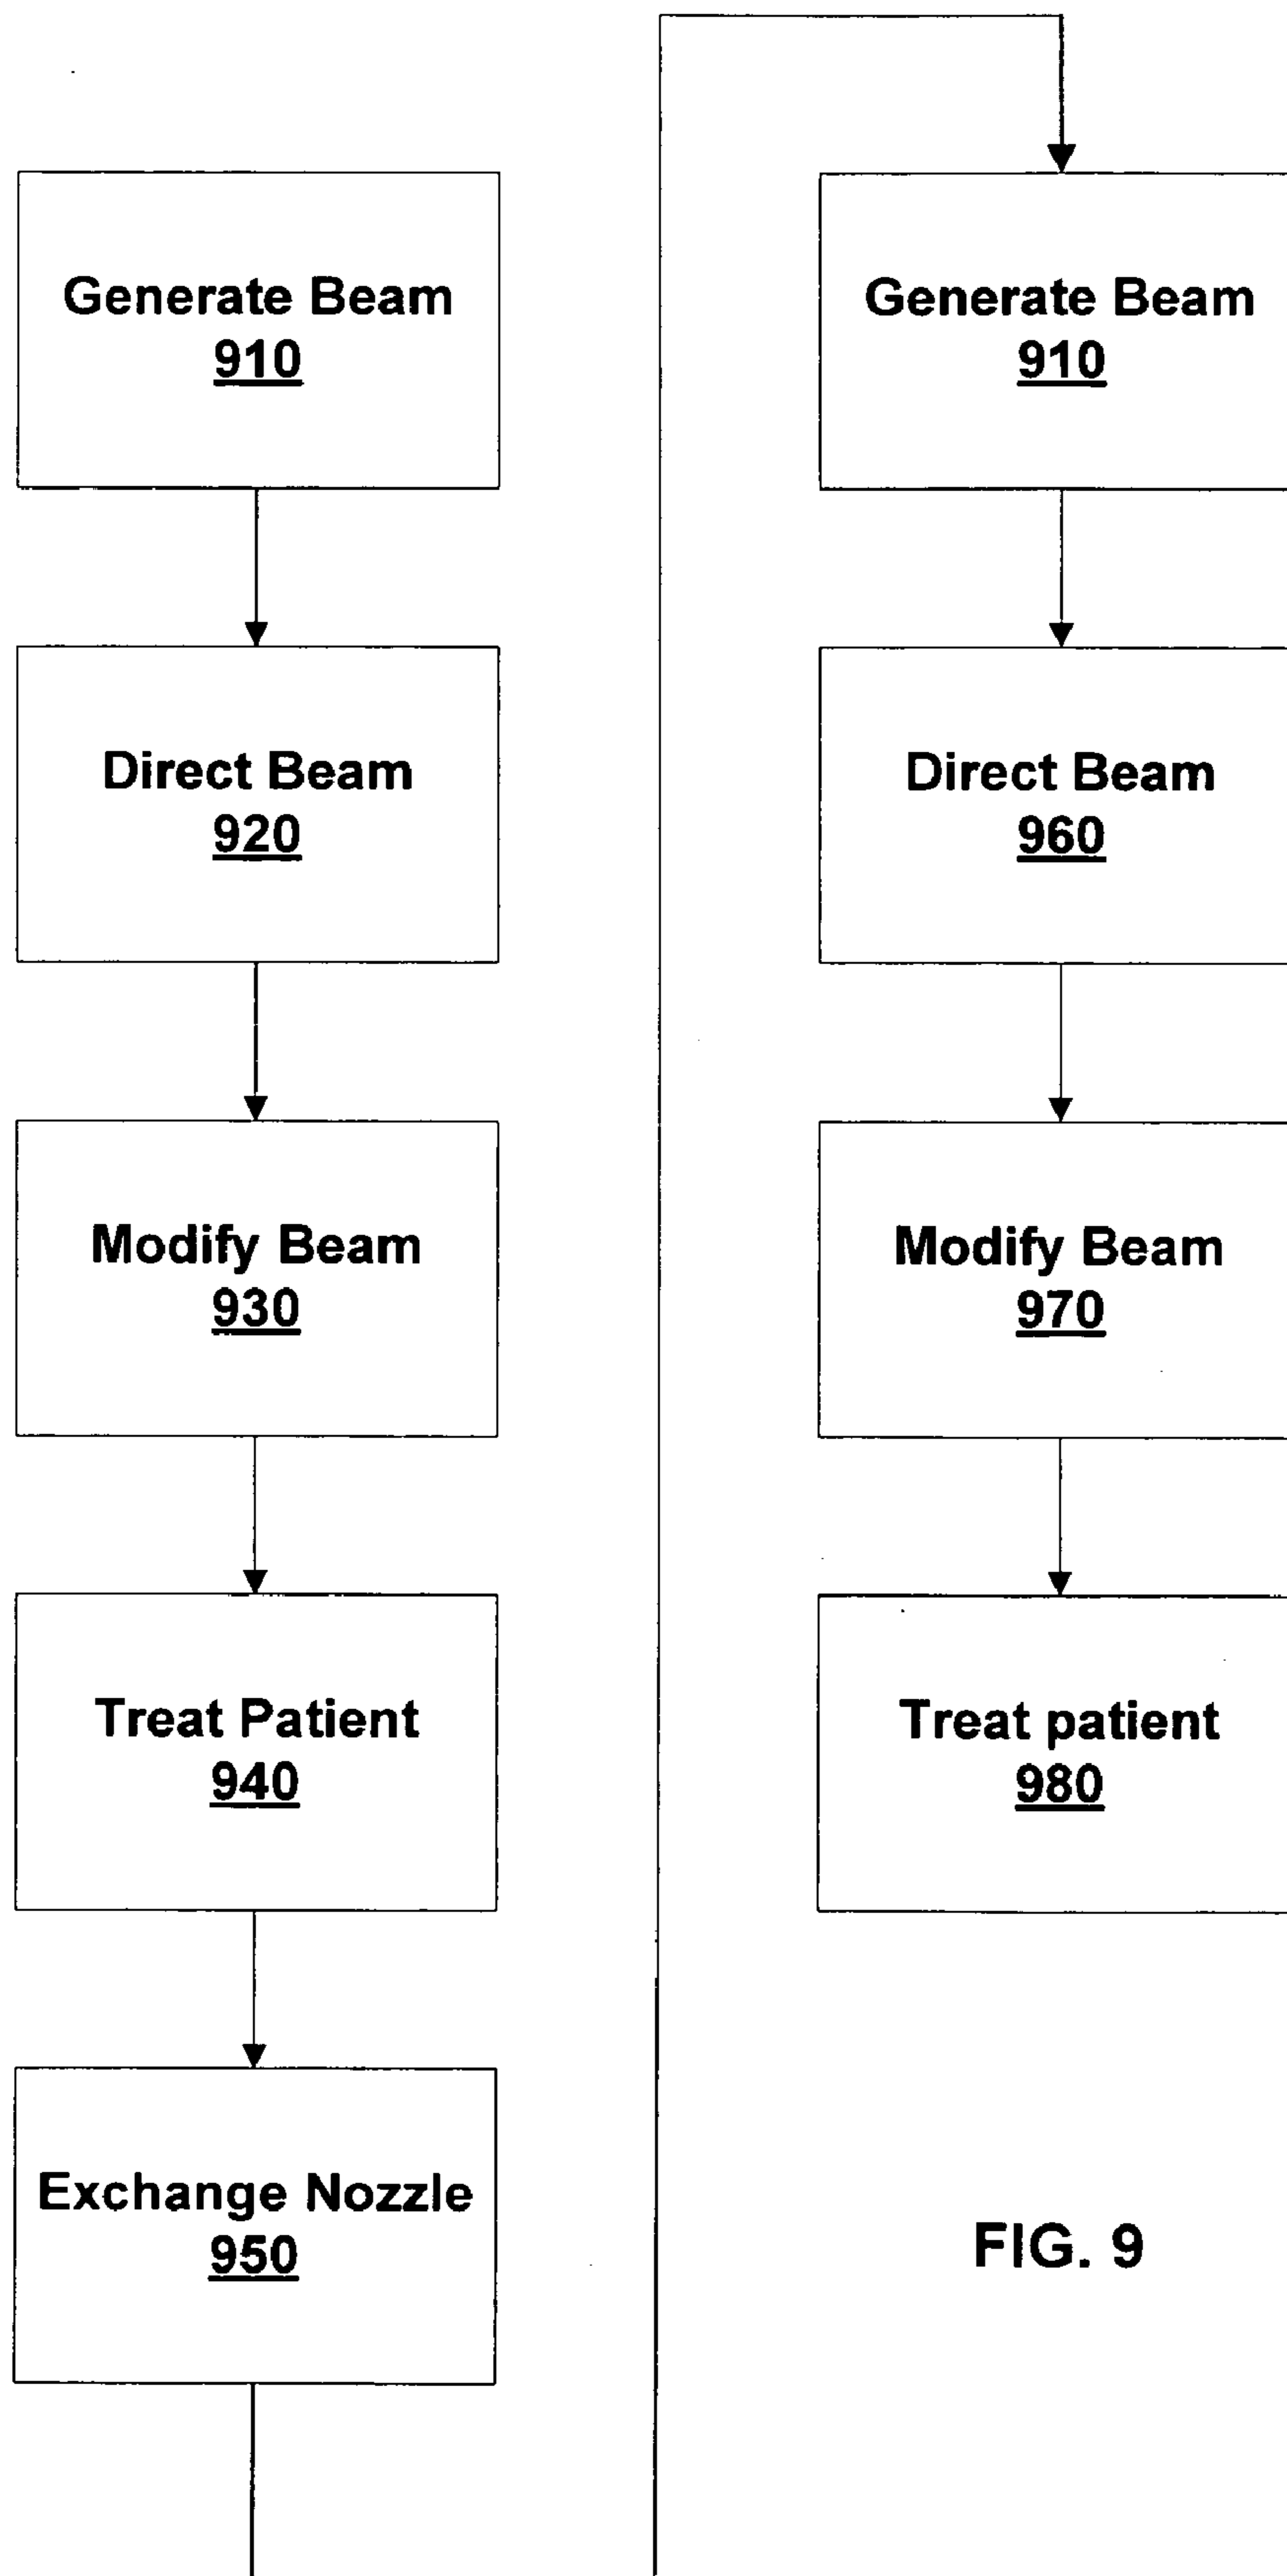 Generate Beam
910
Direct Beam
920
Modify Beam
930
Treat Patient
940
Exchange Nozzle
950
Generate Beam
910
Direct Beam
960
Modify Beam
970
Treat patient
980
FIG. 9